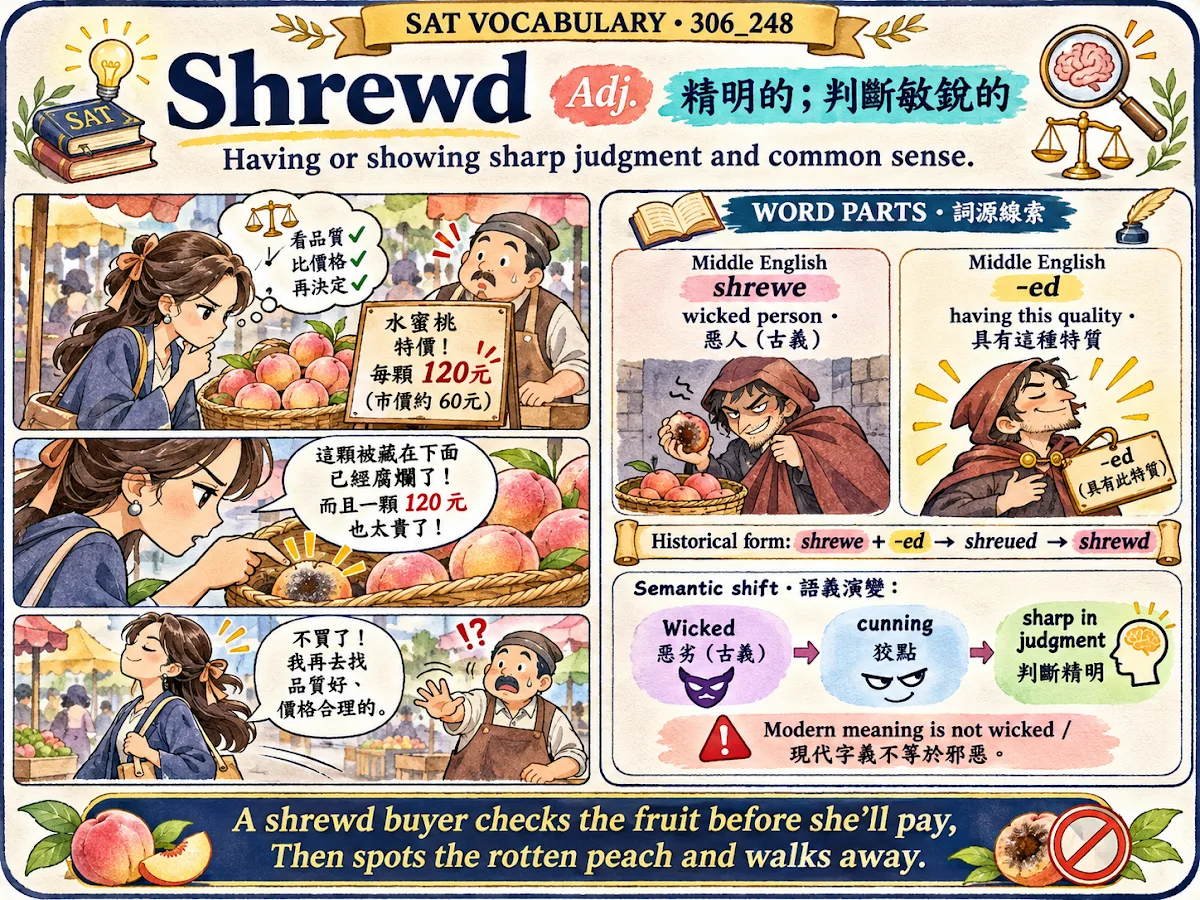 SAT VOCABULARY • 306_248
SAT
Shrewd
Adj.
精明的；判斷敏銳的
Having or showing sharp judgment and common sense.
看品質 ✓
比價格 ✓
再決定 ✓
水蜜桃
特價！
每顆 120元
(市價約 60元)
這顆被藏在下面
已經腐爛了！
而且一顆 120 元
也太貴了！
不買了！
我再去找
品質好、
價格合理的。
!?
WORD PARTS • 詞源線索
Middle English
shrewe
wicked person •
惡人 (古義)
Middle English
-ed
having this quality •
具有這種特質
-ed
(具有此特質)
Historical form: shrewe + -ed → shreued → shrewd
Semantic shift • 語義演變：
Wicked
惡劣 (古義)
→
cunning
狡黠
→
sharp in
judgment
判斷精明
Modern meaning is not wicked /
現代字義不等於邪惡。
A shrewd buyer checks the fruit before she'll pay,
Then spots the rotten peach and walks away.